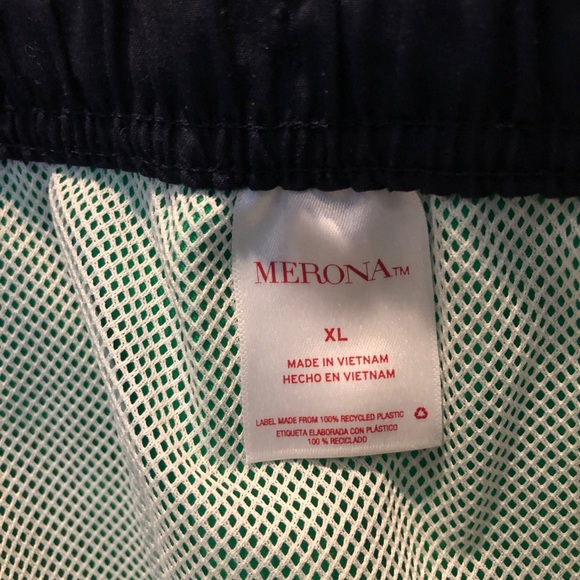 MERONA™
XL
MADE IN VIETNAM
HECHO EN VIETNAM
LABEL MADE FROM 100% RECYCLED PLASTIC
ETIQUETA ELABORADA CON PLÁSTICO
100 % RECICLADO